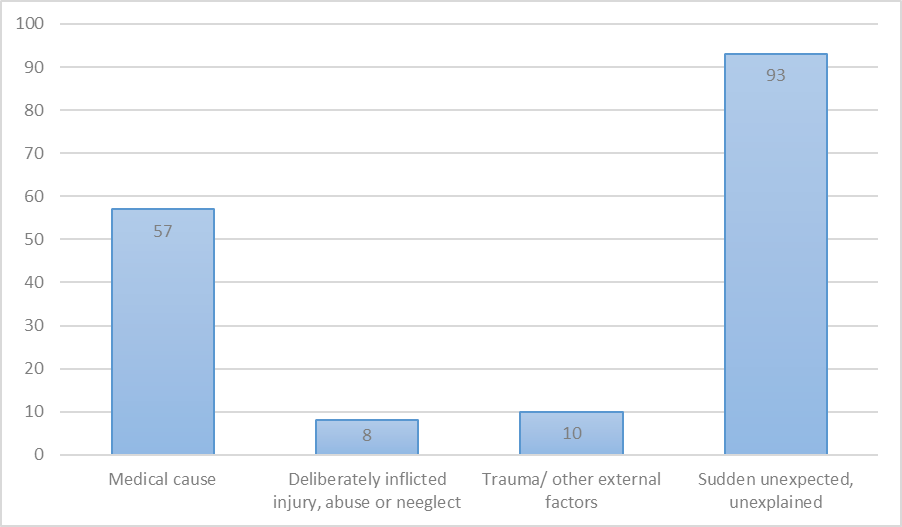 100
90
80
70
60
50
40
30
20
10
0
57
8
10
93
Medical cause
Deliberately inflicted
injury, abuse or neeglect
Trauma/ other external
factors
Sudden unexpected,
unexplained